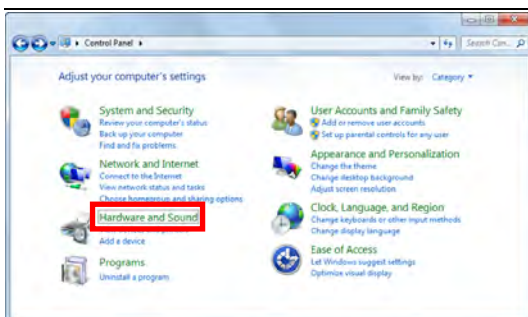 Control Panel
Search Con...
Adjust your computer's settings
View by: Category
System and Security
Review your computer's status
Back up your computer
Find and fix problems
Network and Internet
Connect to the Internet
View network status and tasks
Choose homegroup and sharing options
Hardware and Sound
Add a device
Programs
Uninstall a program
User Accounts and Family Safety
Add or remove user accounts
Set up parental controls for any user
Appearance and Personalization
Change the theme
Change desktop background
Adjust screen resolution
Clock, Language, and Region
Change keyboards or other input methods
Change display language
Ease of Access
Let Windows suggest settings
Optimize visual display